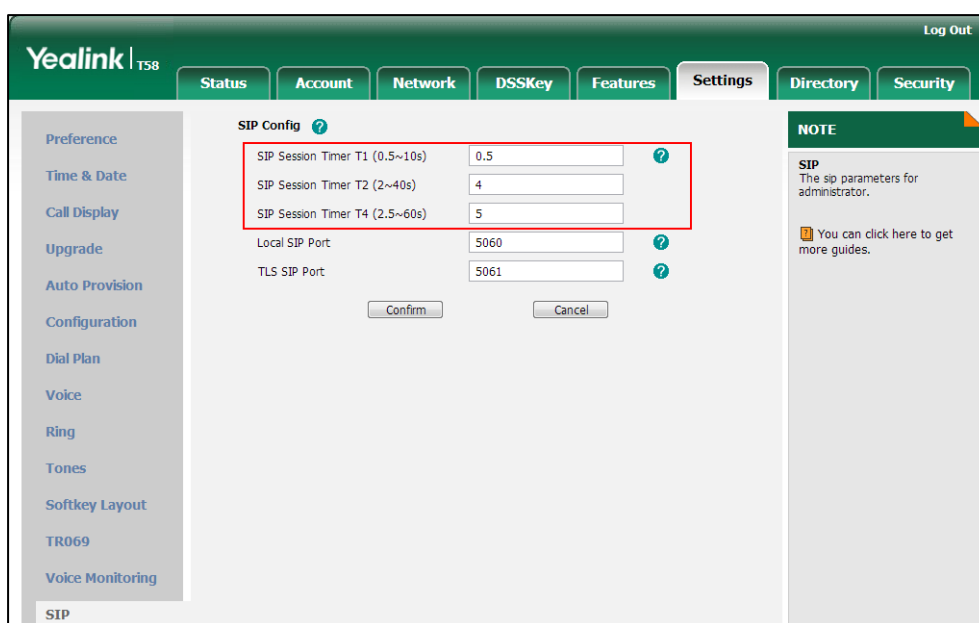 Log Out
Yealink | T58
Status Account Network DSSKey Features Settings Directory Security
Preference
Time & Date
Call Display
Upgrade
Auto Provision
Configuration
Dial Plan
Voice
Ring
Tones
Softkey Layout
TR069
Voice Monitoring
SIP
SIP Config ?
SIP Session Timer T1 (0.5~10s) 0.5 ?
SIP Session Timer T2 (2~40s) 4
SIP Session Timer T4 (2.5~60s) 5
Local SIP Port 5060 ?
TLS SIP Port 5061 ?
Confirm Cancel
NOTE
SIP
The sip parameters for
administrator.
? You can click here to get
more guides.